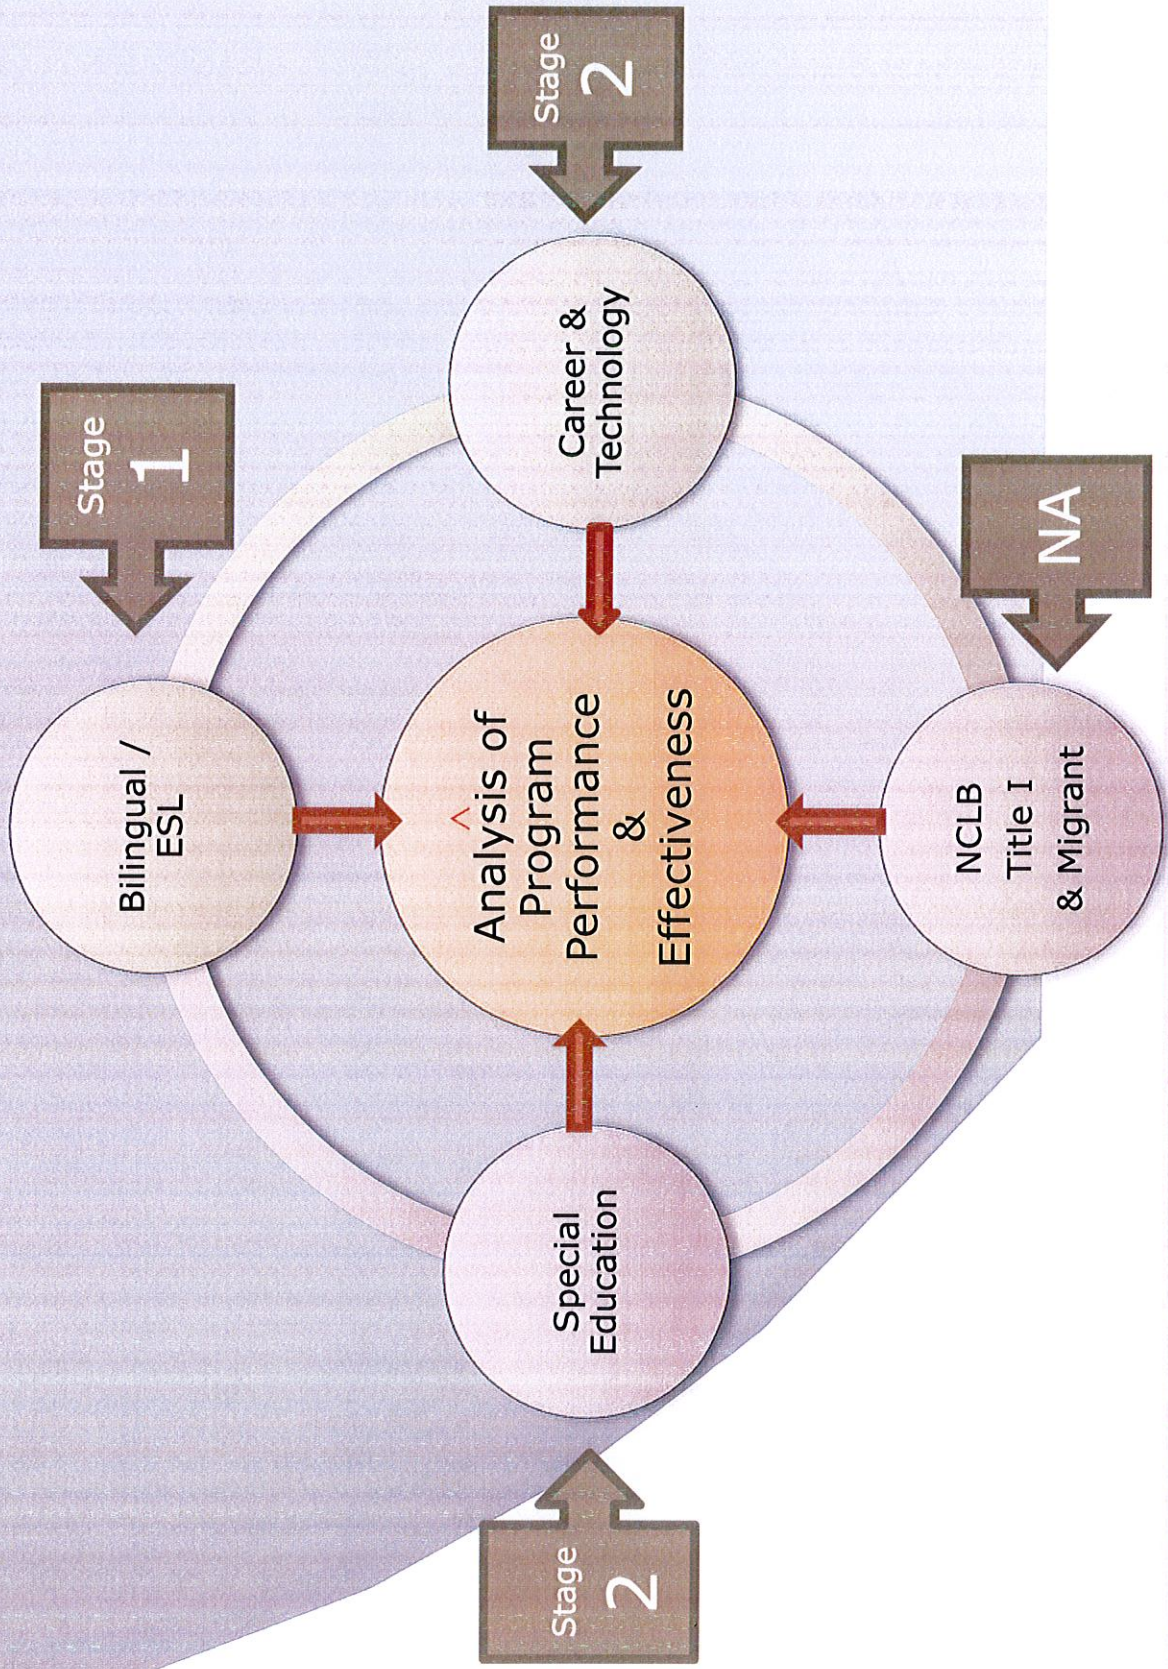 Stage
1
Bilingual /
ESL
Stage
2
Special
Education
^
Analysis of
Program
Performance
&
Effectiveness
Career &
Technology
Stage
2
NCLB
Title I
& Migrant
NA